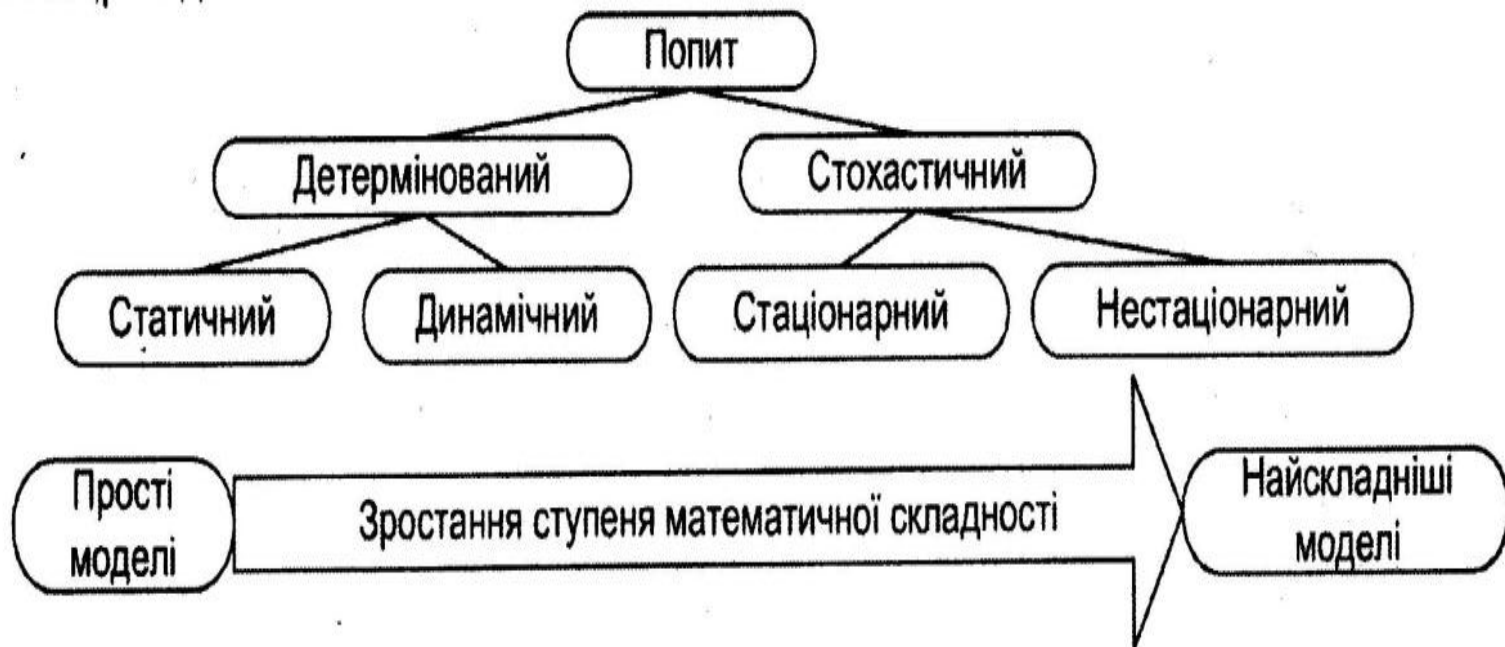 Попит
Детермінований Стохастичний
Статичний Динамічний Стаціонарний Нестаціонарний
Прості
моделі
Зростання ступеня математичної складності
Найскладніші
моделі